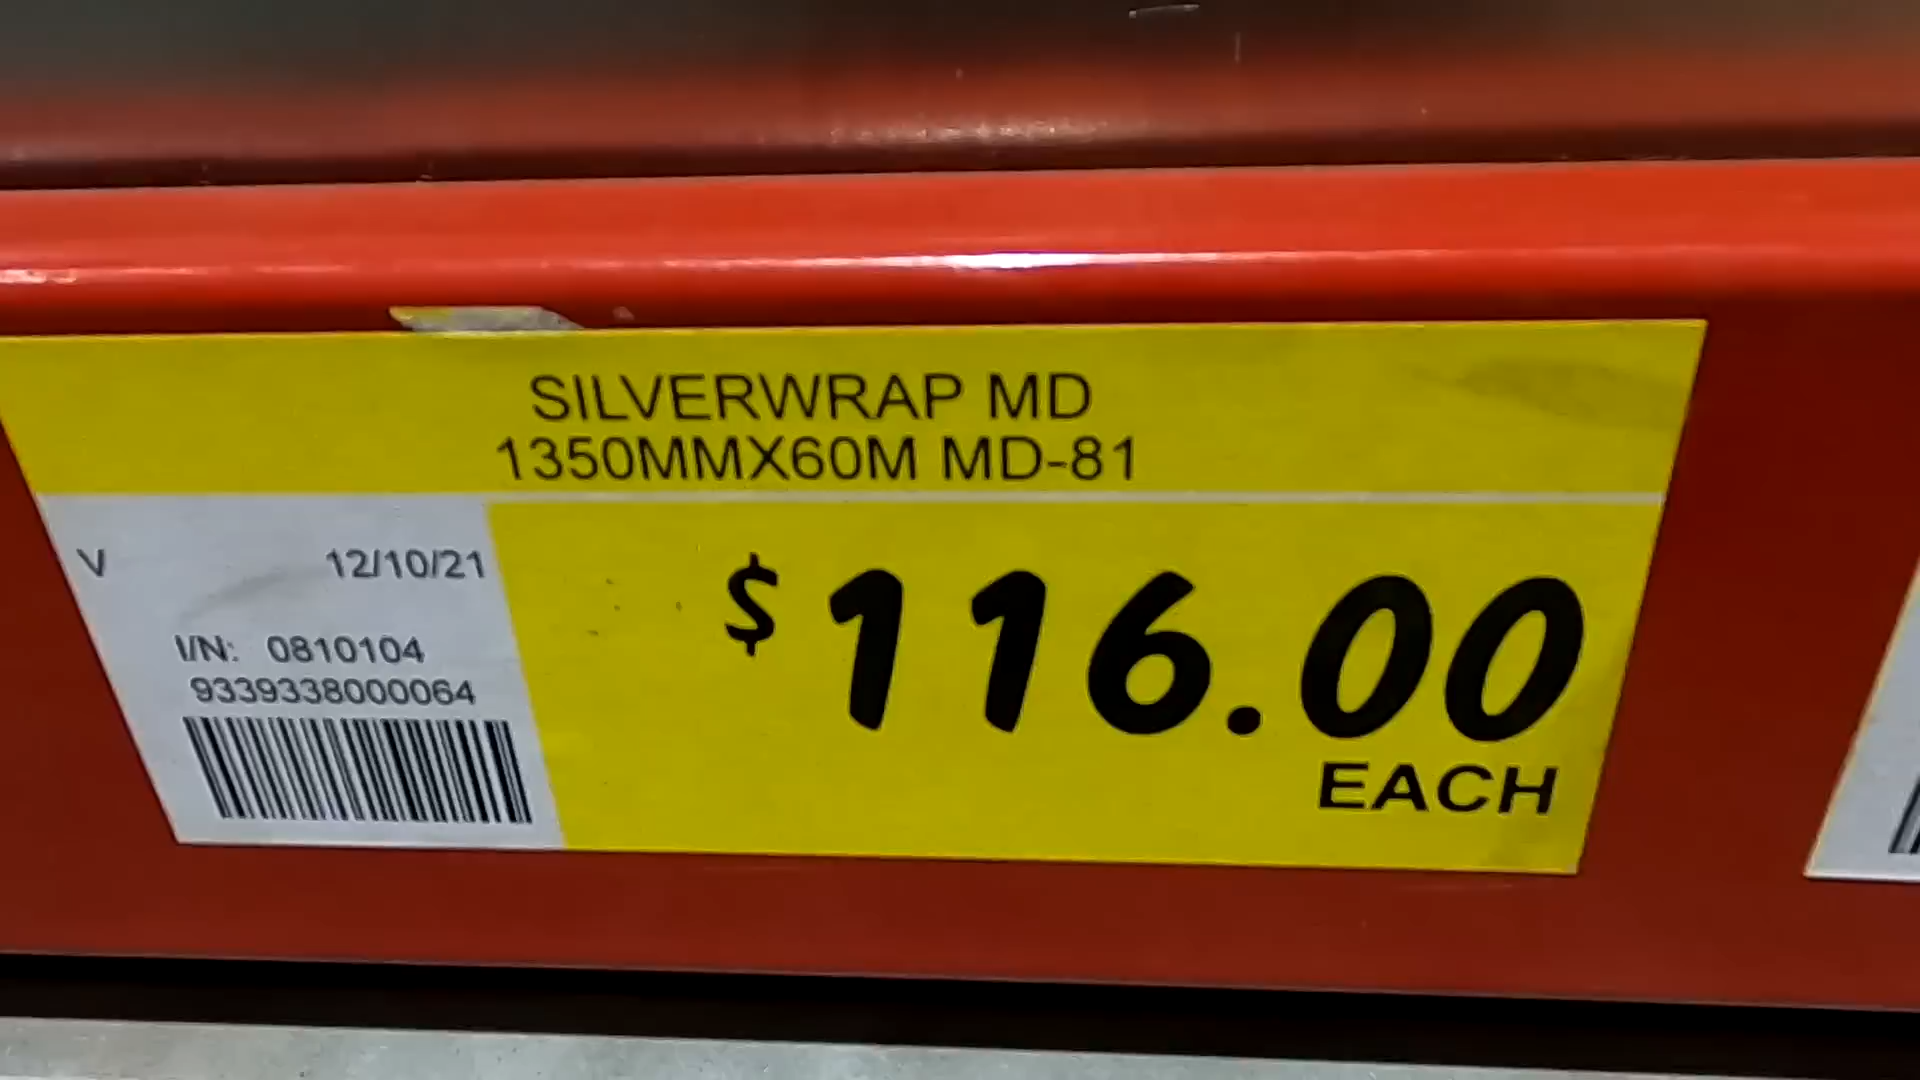 SILVERWRAP MD
1350MMX60M MD-81
V 12/10/21
I/N: 0810104
9339338000064
$116.00
EACH